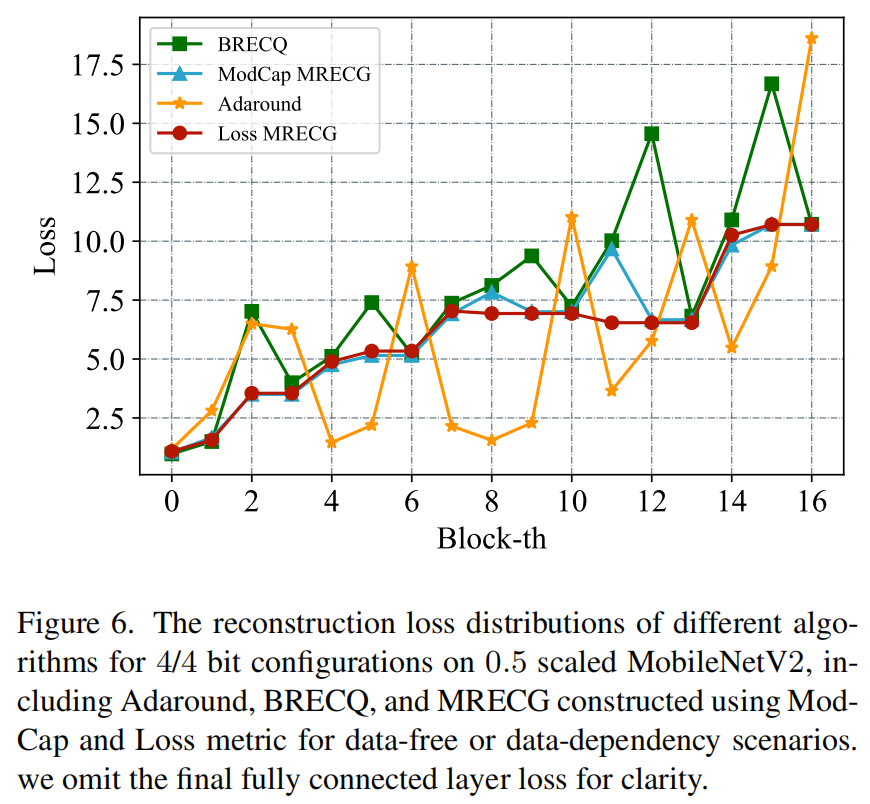 BRECQ
ModCap MRECG
Adaround
Loss MRECG
17.5
15.0
12.5
10.0
7.5
5.0
2.5
Loss
0 2 4 6 8 10 12 14 16
Block-th
Figure 6. The reconstruction loss distributions of different algo-
rithms for 4/4 bit configurations on 0.5 scaled MobileNetV2, in-
cluding Adaround, BRECQ, and MRECG constructed using Mod-
Cap and Loss metric for data-free or data-dependency scenarios.
we omit the final fully connected layer loss for clarity.